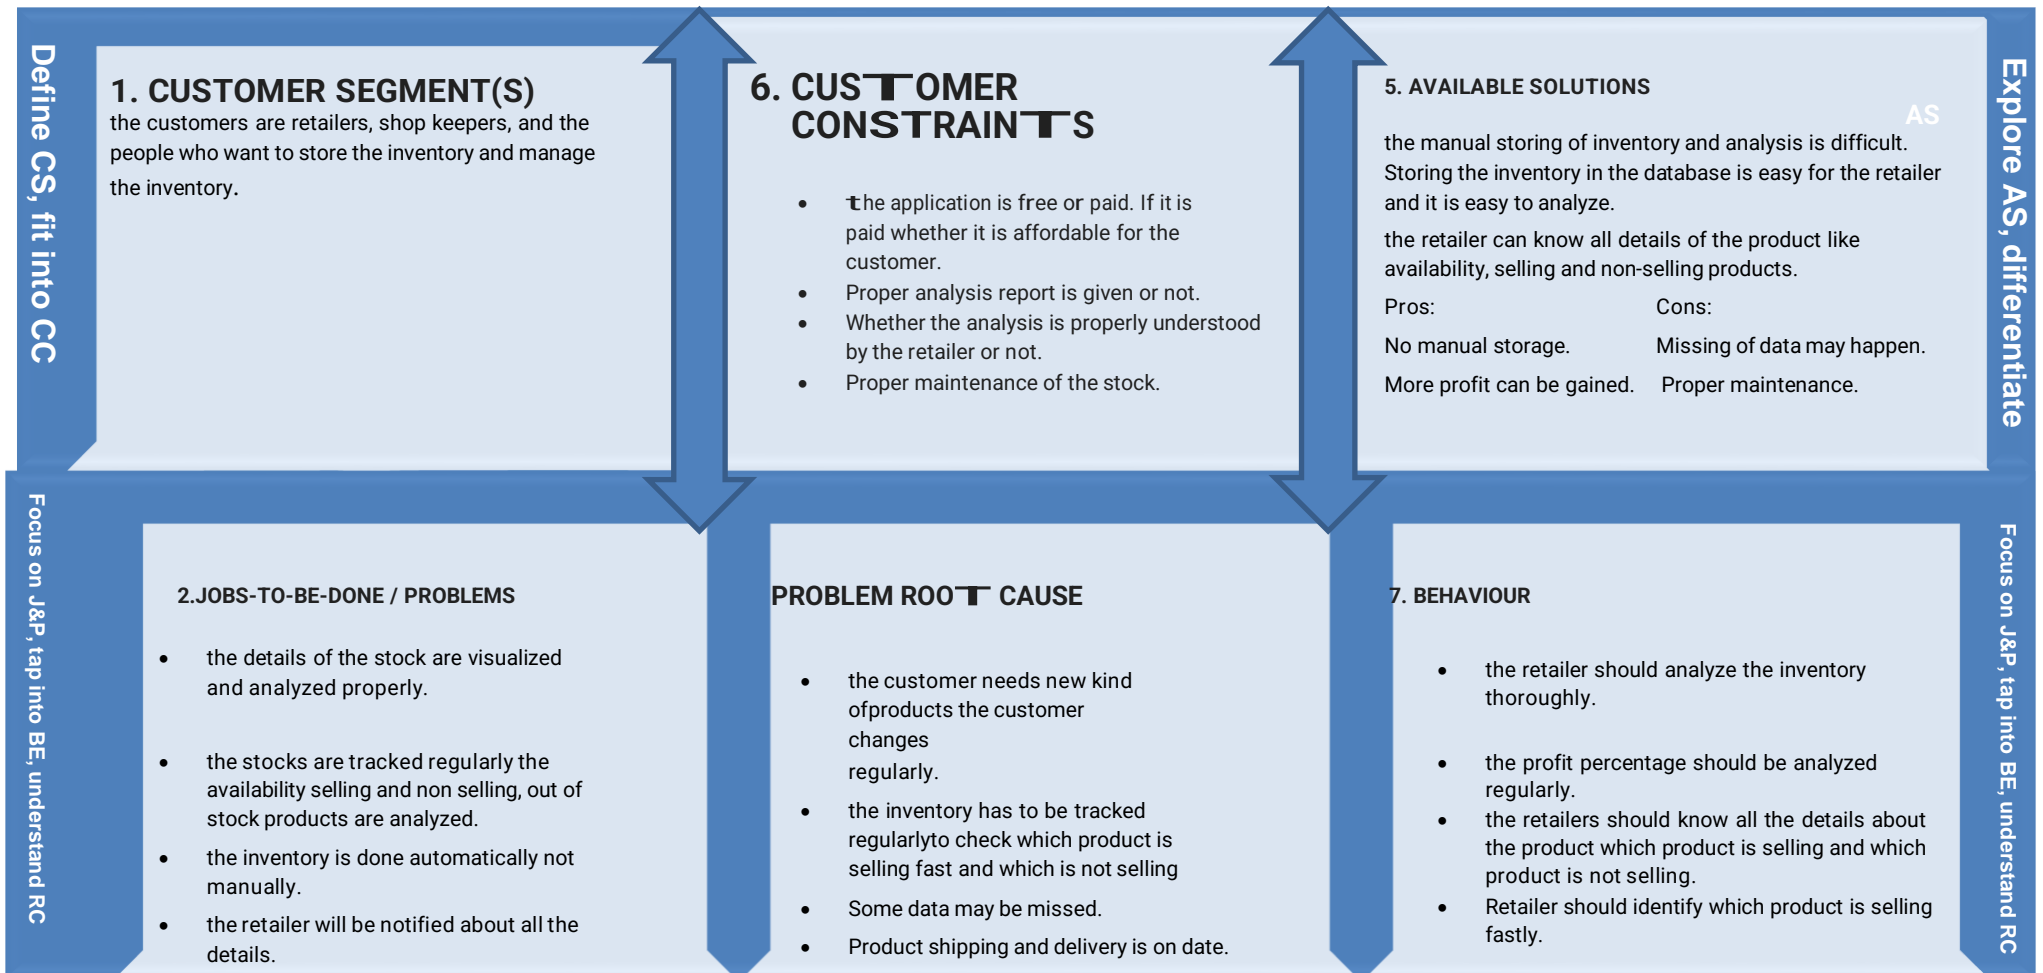 Define CS, fit into CC
1. CUSTOMER SEGMENT(S)
the customers are retailers, shop keepers, and the
people who want to store the inventory and manage
the inventory.
6. CUSTOMER
CONSTRAINTS
• the application is free or paid. If it is
paid whether it is affordable for the
customer.
• Proper analysis report is given or not.
• Whether the analysis is properly understood
by the retailer or not.
• Proper maintenance of the stock.
5. AVAILABLE SOLUTIONS
AS
the manual storing of inventory and analysis is difficult.
Storing the inventory in the database is easy for the retailer
and it is easy to analyze.
the retailer can know all details of the product like
availability, selling and non-selling products.
Pros: Cons:
No manual storage. Missing of data may happen.
More profit can be gained. Proper maintenance.
Explore AS, differentiate
Focus on J&P, tap into BE, understand RC
2.JOBS-TO-BE-DONE / PROBLEMS
• the details of the stock are visualized
and analyzed properly.
• the stocks are tracked regularly the
availability selling and non selling, out of
stock products are analyzed.
• the inventory is done automatically not
manually.
• the retailer will be notified about all the
details.
PROBLEM ROOT CAUSE
• the customer needs new kind
ofproducts the customer
changes
regularly.
• the inventory has to be tracked
regularlyto check which product is
selling fast and which is not selling
• Some data may be missed.
• Product shipping and delivery is on date.
7. BEHAVIOUR
• the retailer should analyze the inventory
thoroughly.
• the profit percentage should be analyzed
regularly.
• the retailers should know all the details about
the product which product is selling and which
product is not selling.
• Retailer should identify which product is selling
fastly.
Focus on J&P, tap into BE, understand RC